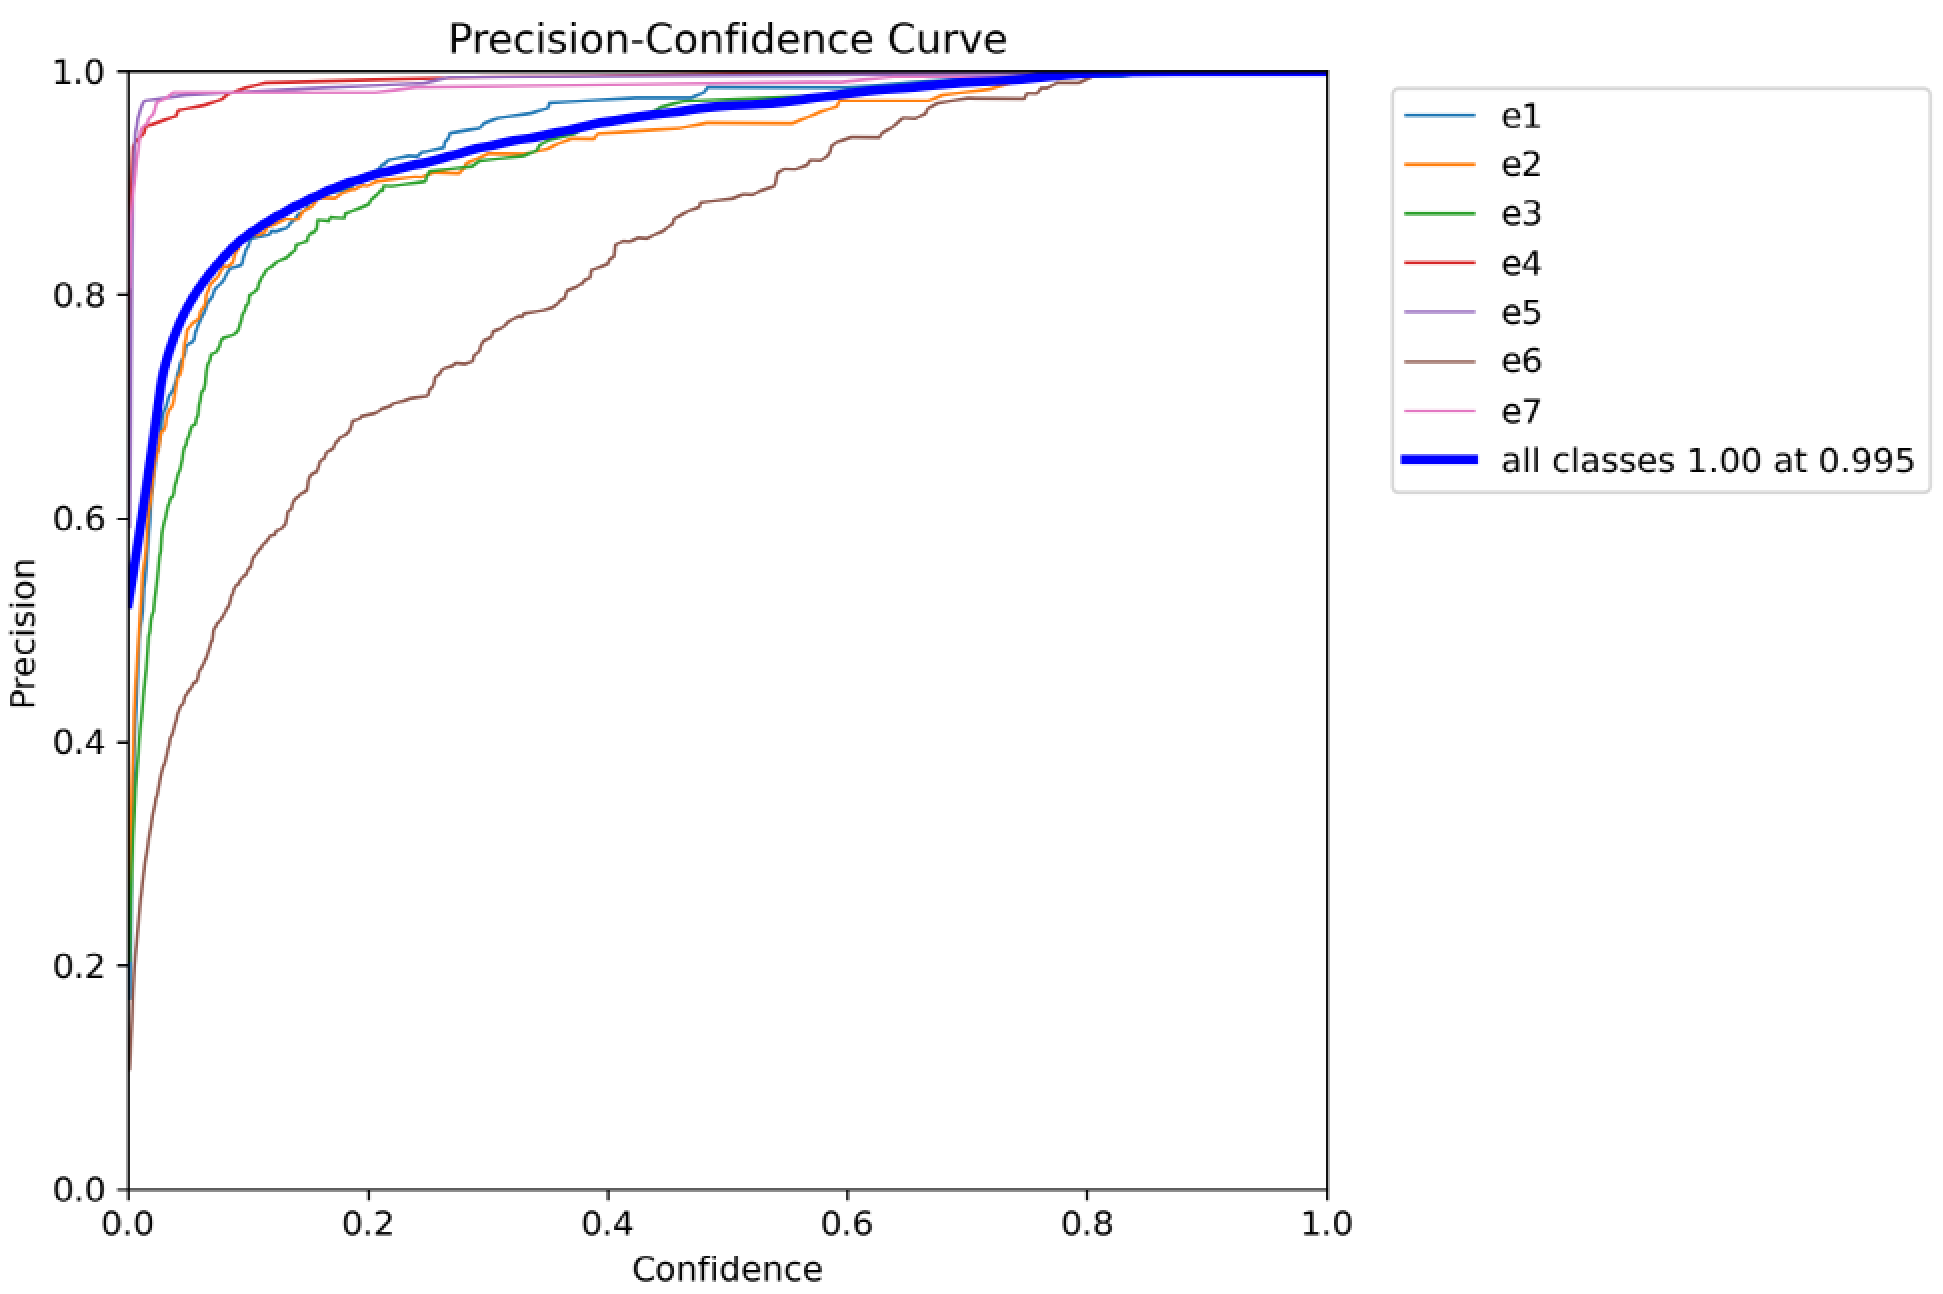 Precision-Confidence Curve
1.0
0.8
0.6
0.4
0.2
0.0
Precision
0.0 0.2 0.4 0.6 0.8 1.0
Confidence
e1
e2
e3
e4
e5
e6
e7
all classes 1.00 at 0.995